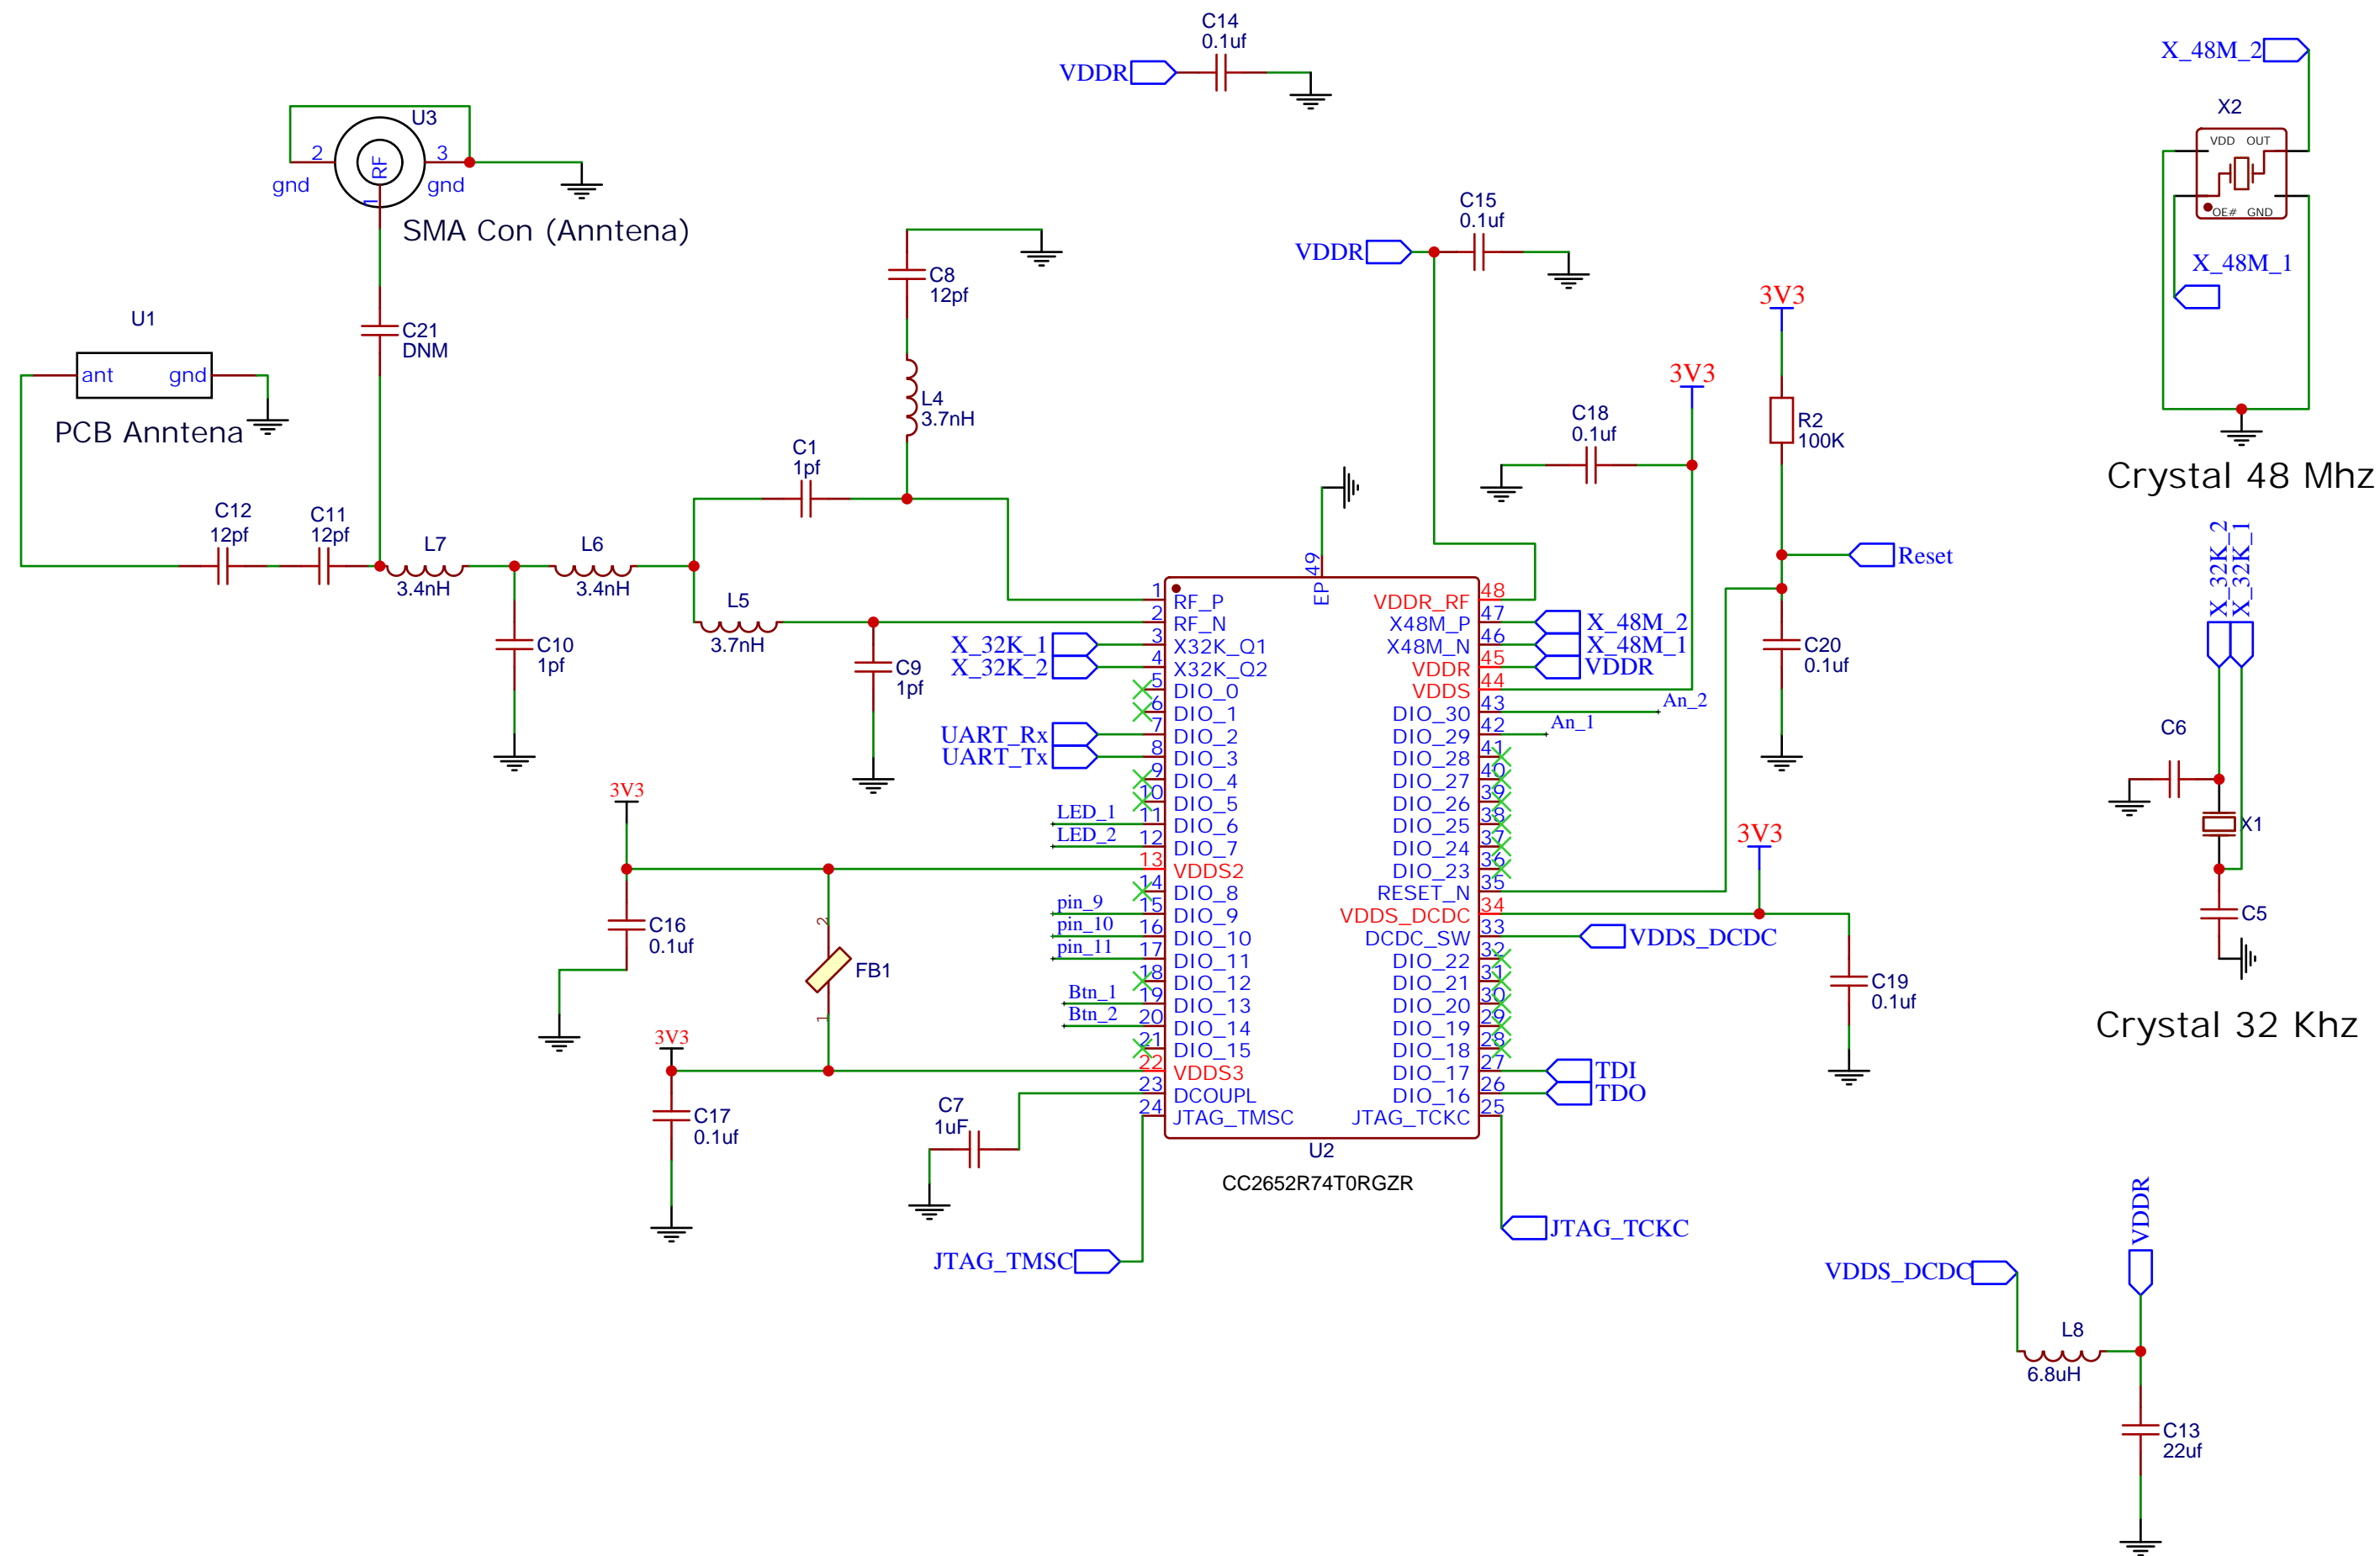 C14
0.1uf
VDDR
X_48M_2
X2
VDD OUT
OE# GND
X_48M_1
Crystal 48 Mhz
U3
2
3
RF
1
gnd
gnd
SMA Con (Anntena)
C21
DNM
U1
ant gnd
PCB Anntena
C12
12pf
C11
12pf
L7
3.4nH
L6
3.4nH
C10
1pf
C8
12pf
L4
3.7nH
C1
1pf
L5
3.7nH
C9
1pf
C15
0.1uf
VDDR
3V3
C18
0.1uf
3V3
R2
100K
Reset
C20
0.1uf
X_32K_2
X_32K_1
C6
X1
C5
Crystal 32 Khz
EP 49
1 RF_P
2 RF_N
X_32K_1 3 X32K_Q1
X_32K_2 4 X32K_Q2
5 DIO_0
6 DIO_1
UART_Rx 7 DIO_2
UART_Tx 8 DIO_3
9 DIO_4
10 DIO_5
LED_1 11 DIO_6
LED_2 12 DIO_7
13 VDDS2
14 DIO_8
pin_9 15 DIO_9
pin_10 16 DIO_10
pin_11 17 DIO_11
18 DIO_12
Btn_1 19 DIO_13
Btn_2 20 DIO_14
21 DIO_15
22 VDDS3
23 DCOUPL
24 JTAG_TMSC
VDDR_RF 48
X48M_P 47 X_48M_2
X48M_N 46 X_48M_1
VDDR 45 VDDR
VDDS 44
DIO_30 43 An_2
DIO_29 42 An_1
DIO_28 41
DIO_27 40
DIO_26 39
DIO_25 38
DIO_24 37
DIO_23 36
RESET_N 35
VDDS_DCDC 34
DCDC_SW 33 VDDS_DCDC
DIO_22 32
DIO_21 31
DIO_20 30
DIO_19 29
DIO_18 28
DIO_17 27 TDI
DIO_16 26 TDO
JTAG_TCKC 25
U2
CC2652R74T0RGZR
3V3
C16
0.1uf
2
FB1
1
3V3
C17
0.1uf
C7
1uF
JTAG_TMSC
JTAG_TCKC
3V3
C19
0.1uf
VDDR
VDDS_DCDC
L8
6.8uH
C13
22uf